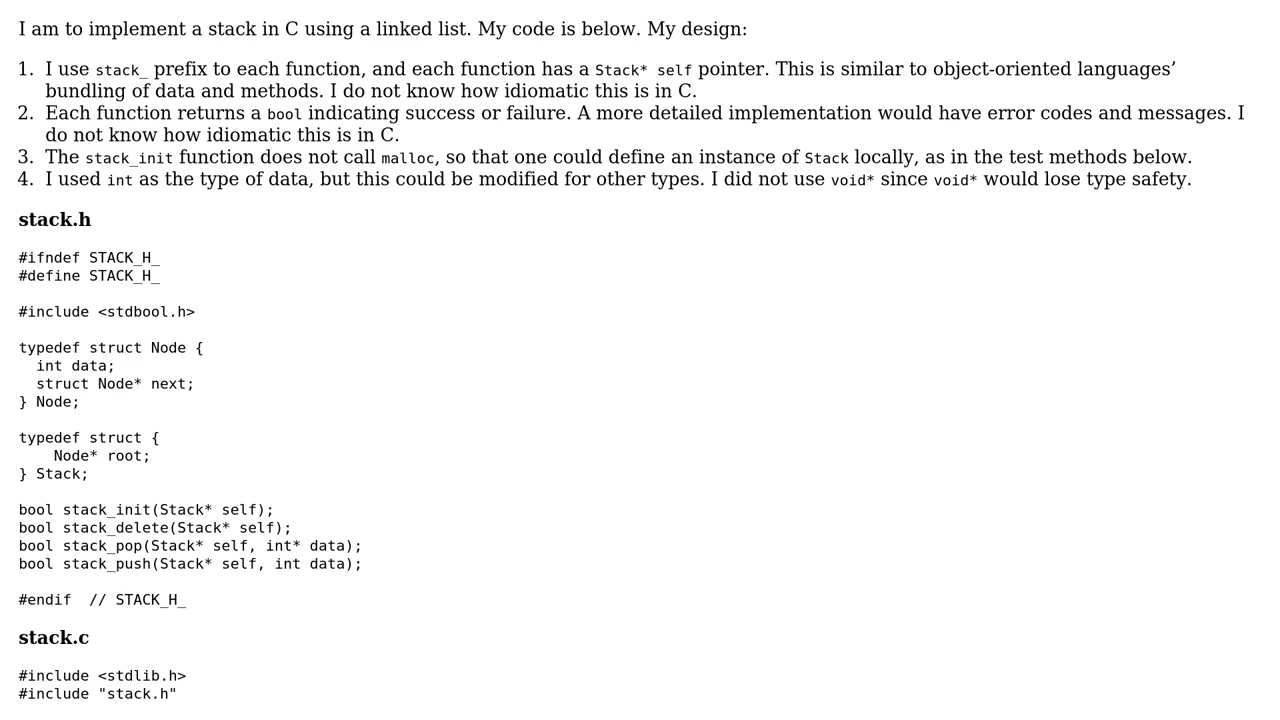 I am to implement a stack in C using a linked list. My code is below. My design:
1. I use stack_ prefix to each function, and each function has a Stack* self pointer. This is similar to object-oriented languages’
bundling of data and methods. I do not know how idiomatic this is in C.
2. Each function returns a bool indicating success or failure. A more detailed implementation would have error codes and messages. I
do not know how idiomatic this is in C.
3. The stack_init function does not call malloc, so that one could define an instance of Stack locally, as in the test methods below.
4. I used int as the type of data, but this could be modified for other types. I did not use void* since void* would lose type safety.
stack.h
#ifndef STACK_H_
#define STACK_H_
#include <stdbool.h>
typedef struct Node {
  int data;
  struct Node* next;
} Node;
typedef struct {
    Node* root;
} Stack;
bool stack_init(Stack* self);
bool stack_delete(Stack* self);
bool stack_pop(Stack* self, int* data);
bool stack_push(Stack* self, int data);
#endif  // STACK_H_
stack.c
#include <stdlib.h>
#include "stack.h"